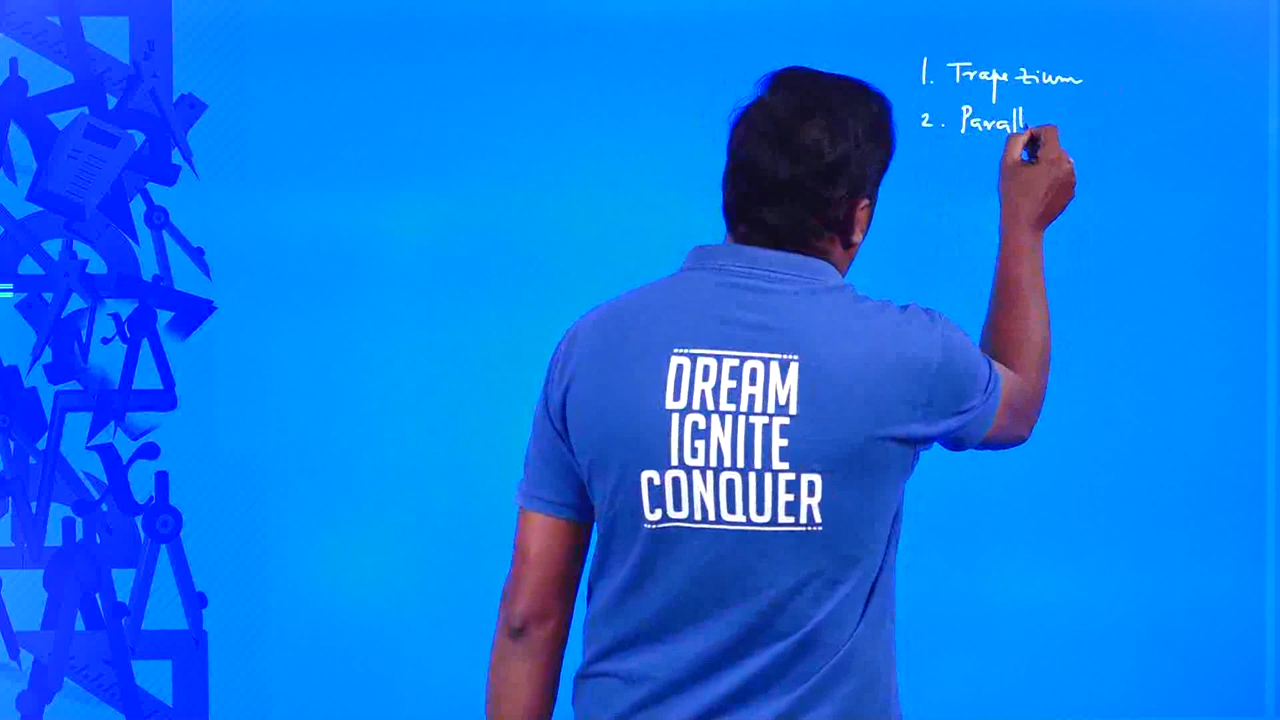 1. Trapezium
2. Parall
DREAM
IGNITE
CONQUER
x
x